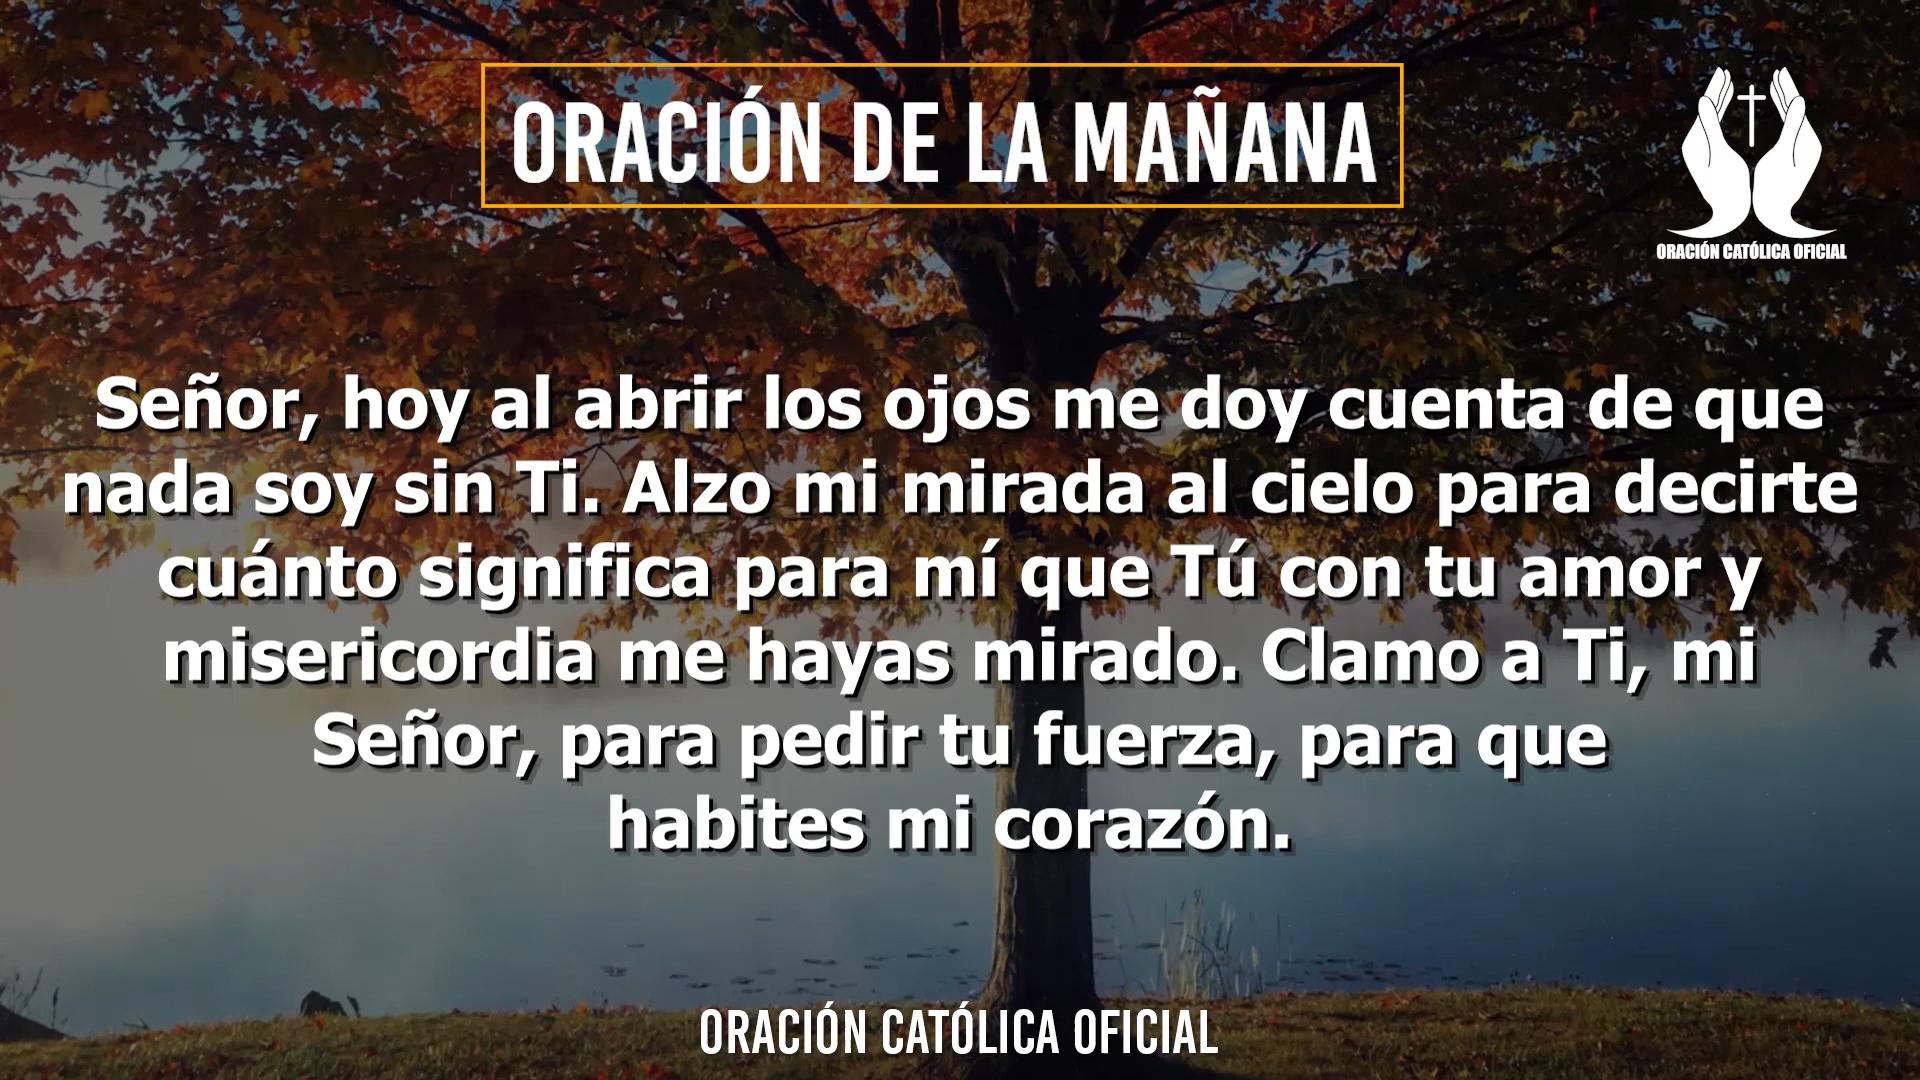 ORACIÓN DE LA MAÑANA
ORACIÓN CATÓLICA OFICIAL
Señor, hoy al abrir los ojos me doy cuenta de que
nada soy sin Ti. Alzo mi mirada al cielo para decirte
cuánto significa para mí que Tú con tu amor y
misericordia me hayas mirado. Clamo a Ti, mi
Señor, para pedir tu fuerza, para que
habites mi corazón.
ORACIÓN CATÓLICA OFICIAL